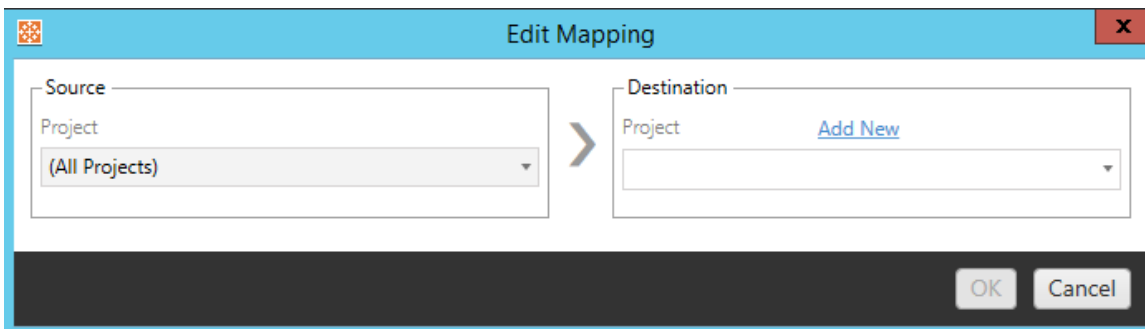 Edit Mapping
x
Source
Project
(All Projects)
Destination
Project Add New
OK Cancel